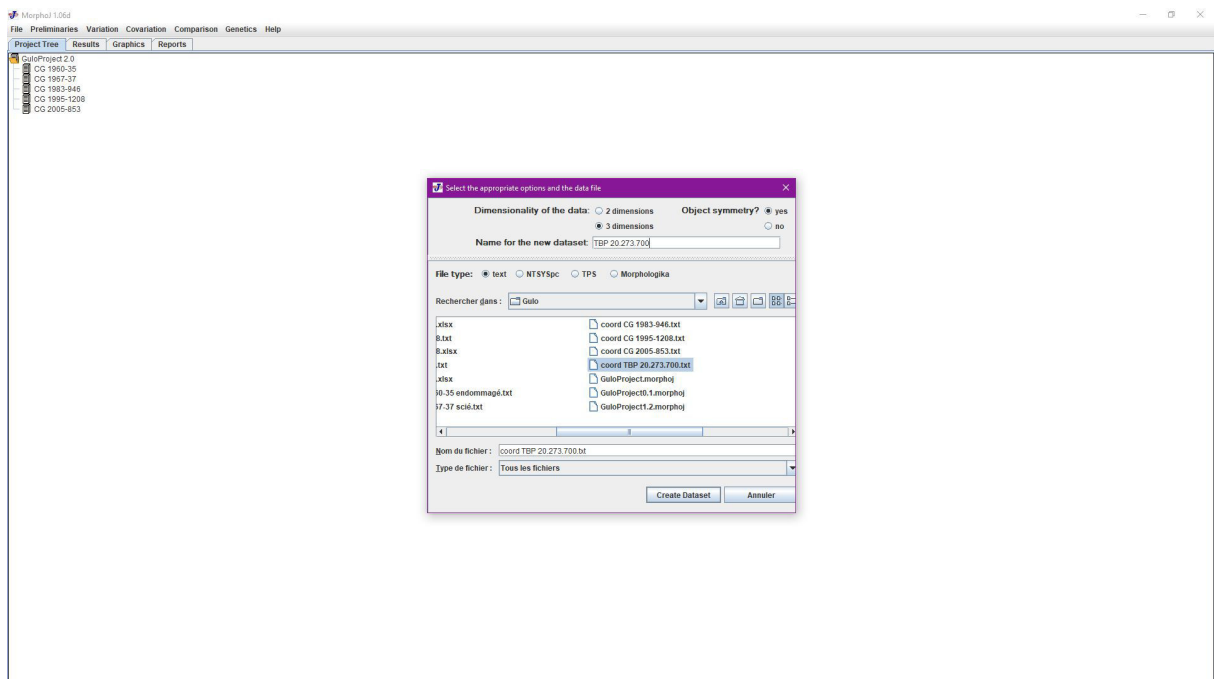 MorphoJ 1.06d
File Preliminaries Variation Covariation Comparison Genetics Help
Project Tree Results Graphics Reports
GuloProject 2.0
CG 1960-35
CG 1967-37
CG 1983-946
CG 1995-1208
CG 2005-853
Select the appropriate options and the data file
Dimensionality of the data: 2 dimensions Object symmetry? yes
3 dimensions no
Name for the new dataset: TBP 20.273.700
File type: text NTSYSpc TPS Morphologika
Rechercher dans : Gulo
.xlsx coord CG 1983-946.txt
8.txt coord CG 1995-1208.txt
8.xlsx coord CG 2005-853.txt
.txt coord TBP 20.273.700.txt
.xlsx GuloProject.morphoj
60-35 endommagé.txt GuloProject0.1.morphoj
67-37 scié.txt GuloProject1.2.morphoj
Nom du fichier : coord TBP 20.273.700.txt
Type de fichier : Tous les fichiers
Create Dataset Annuler